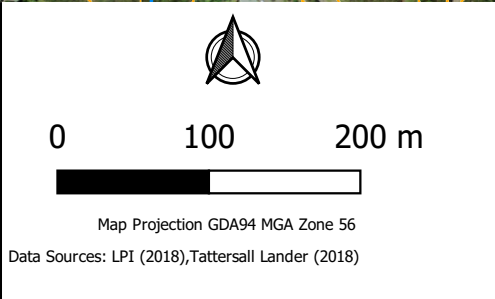 0 100 200 m
Map Projection GDA94 MGA Zone 56
Data Sources: LPI (2018),Tattersall Lander (2018)